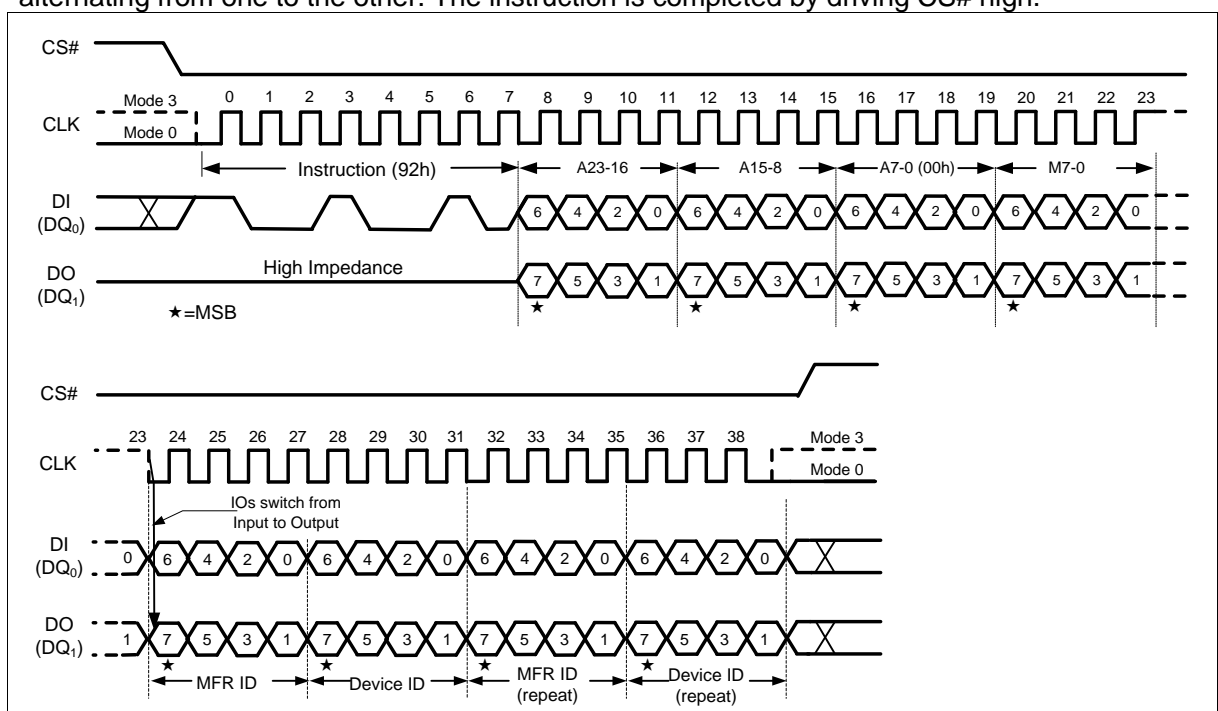 alternating from one to the other. The instruction is completed by driving CS# high.
CS#
Mode 3
0 1 2 3 4 5 6 7 8 9 10 11 12 13 14 15 16 17 18 19 20 21 22 23
CLK
Mode 0
Instruction (92h) A23-16 A15-8 A7-0 (00h) M7-0
DI
(DQ0)
6 4 2 0 6 4 2 0 6 4 2 0 6 4 2 0
High Impedance
DO
(DQ1)
7 5 3 1 7 5 3 1 7 5 3 1 7 5 3 1
★=MSB
★ ★ ★ ★
CS#
23 24 25 26 27 28 29 30 31 32 33 34 35 36 37 38
Mode 3
CLK
Mode 0
IOs switch from
Input to Output
DI
(DQ0)
0 6 4 2 0 6 4 2 0 6 4 2 0 6 4 2 0
DO
(DQ1)
1 7 5 3 1 7 5 3 1 7 5 3 1 7 5 3 1
★ ★ ★ ★
MFR ID Device ID MFR ID
(repeat)
Device ID
(repeat)